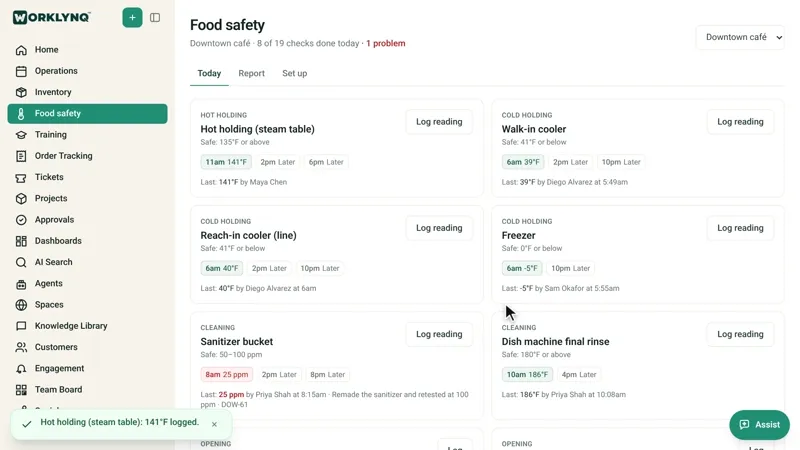 WORKLYNQ™
Home
Operations
Inventory
Food safety
Training
Order Tracking
Tickets
Projects
Approvals
Dashboards
AI Search
Agents
Spaces
Knowledge Library
Customers
Engagement
Team Board
Hot holding (steam table): 141°F logged.
Food safety
Downtown café · 8 of 19 checks done today · 1 problem
Downtown café
Today Report Set up
HOT HOLDING
Hot holding (steam table)
Safe: 135°F or above
11am 141°F 2pm Later 6pm Later
Last: 141°F by Maya Chen
Log reading
COLD HOLDING
Walk-in cooler
Safe: 41°F or below
6am 39°F 2pm Later 10pm Later
Last: 39°F by Diego Alvarez at 5:49am
Log reading
COLD HOLDING
Reach-in cooler (line)
Safe: 41°F or below
6am 40°F 2pm Later 10pm Later
Last: 40°F by Diego Alvarez at 6am
Log reading
COLD HOLDING
Freezer
Safe: 0°F or below
6am -5°F 10pm Later
Last: -5°F by Sam Okafor at 5:55am
Log reading
CLEANING
Sanitizer bucket
Safe: 50–100 ppm
8am 25 ppm 2pm Later 8pm Later
Last: 25 ppm by Priya Shah at 8:15am · Remade the sanitizer and retested at 100
ppm · DOW-61
Log reading
CLEANING
Dish machine final rinse
Safe: 180°F or above
10am 186°F 4pm Later
Last: 186°F by Priya Shah at 10:08am
Log reading
OPENING
Log
OPENING
Assist